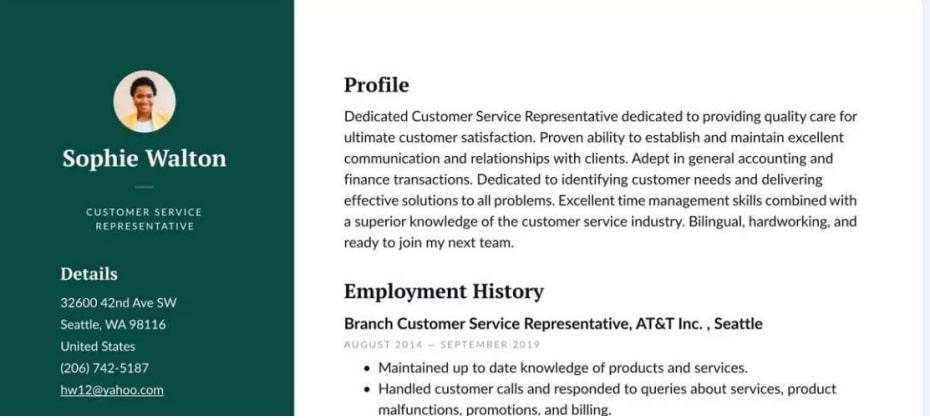 Sophie Walton
CUSTOMER SERVICE
REPRESENTATIVE
Details
32600 42nd Ave SW
Seattle, WA 98116
United States
(206) 742-5187
hw12@yahoo.com
Profile
Dedicated Customer Service Representative dedicated to providing quality care for
ultimate customer satisfaction. Proven ability to establish and maintain excellent
communication and relationships with clients. Adept in general accounting and
finance transactions. Dedicated to identifying customer needs and delivering
effective solutions to all problems. Excellent time management skills combined with
a superior knowledge of the customer service industry. Bilingual, hardworking, and
ready to join my next team.
Employment History
Branch Customer Service Representative, AT&T Inc. , Seattle
AUGUST 2014 — SEPTEMBER 2019
• Maintained up to date knowledge of products and services.
• Handled customer calls and responded to queries about services, product
malfunctions, promotions, and billing.